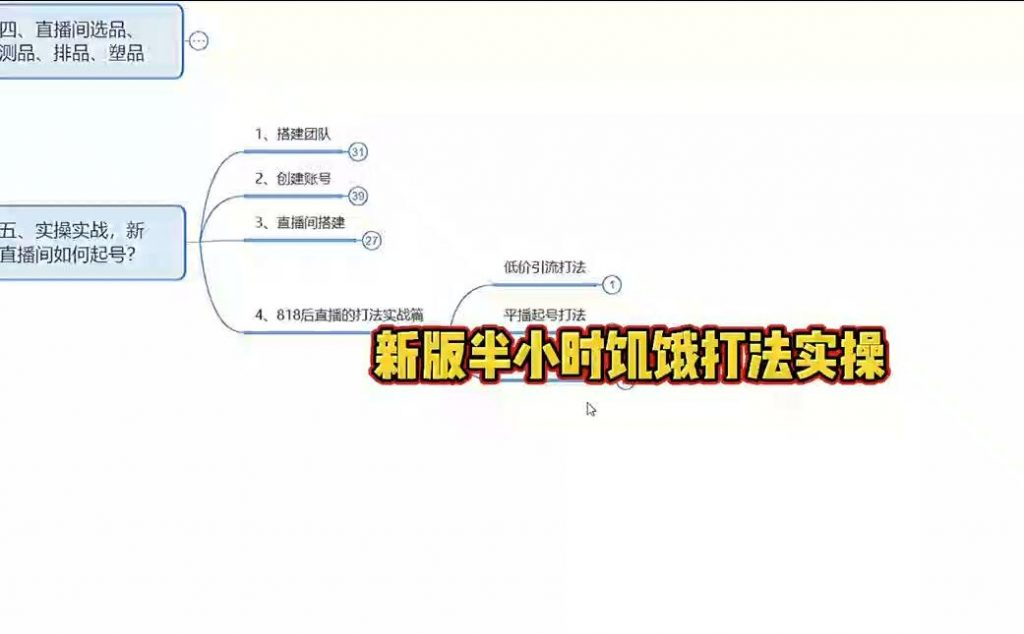 四、直播间选品、
测品、排品、塑品
1、搭建团队
31
2、创建账号
39
五、实操实战，新
直播间如何起号？
3、直播间搭建
27
低价引流打法
1
4、818后直播的打法实战篇
平播起号打法
新版半小时饥饿打法实操